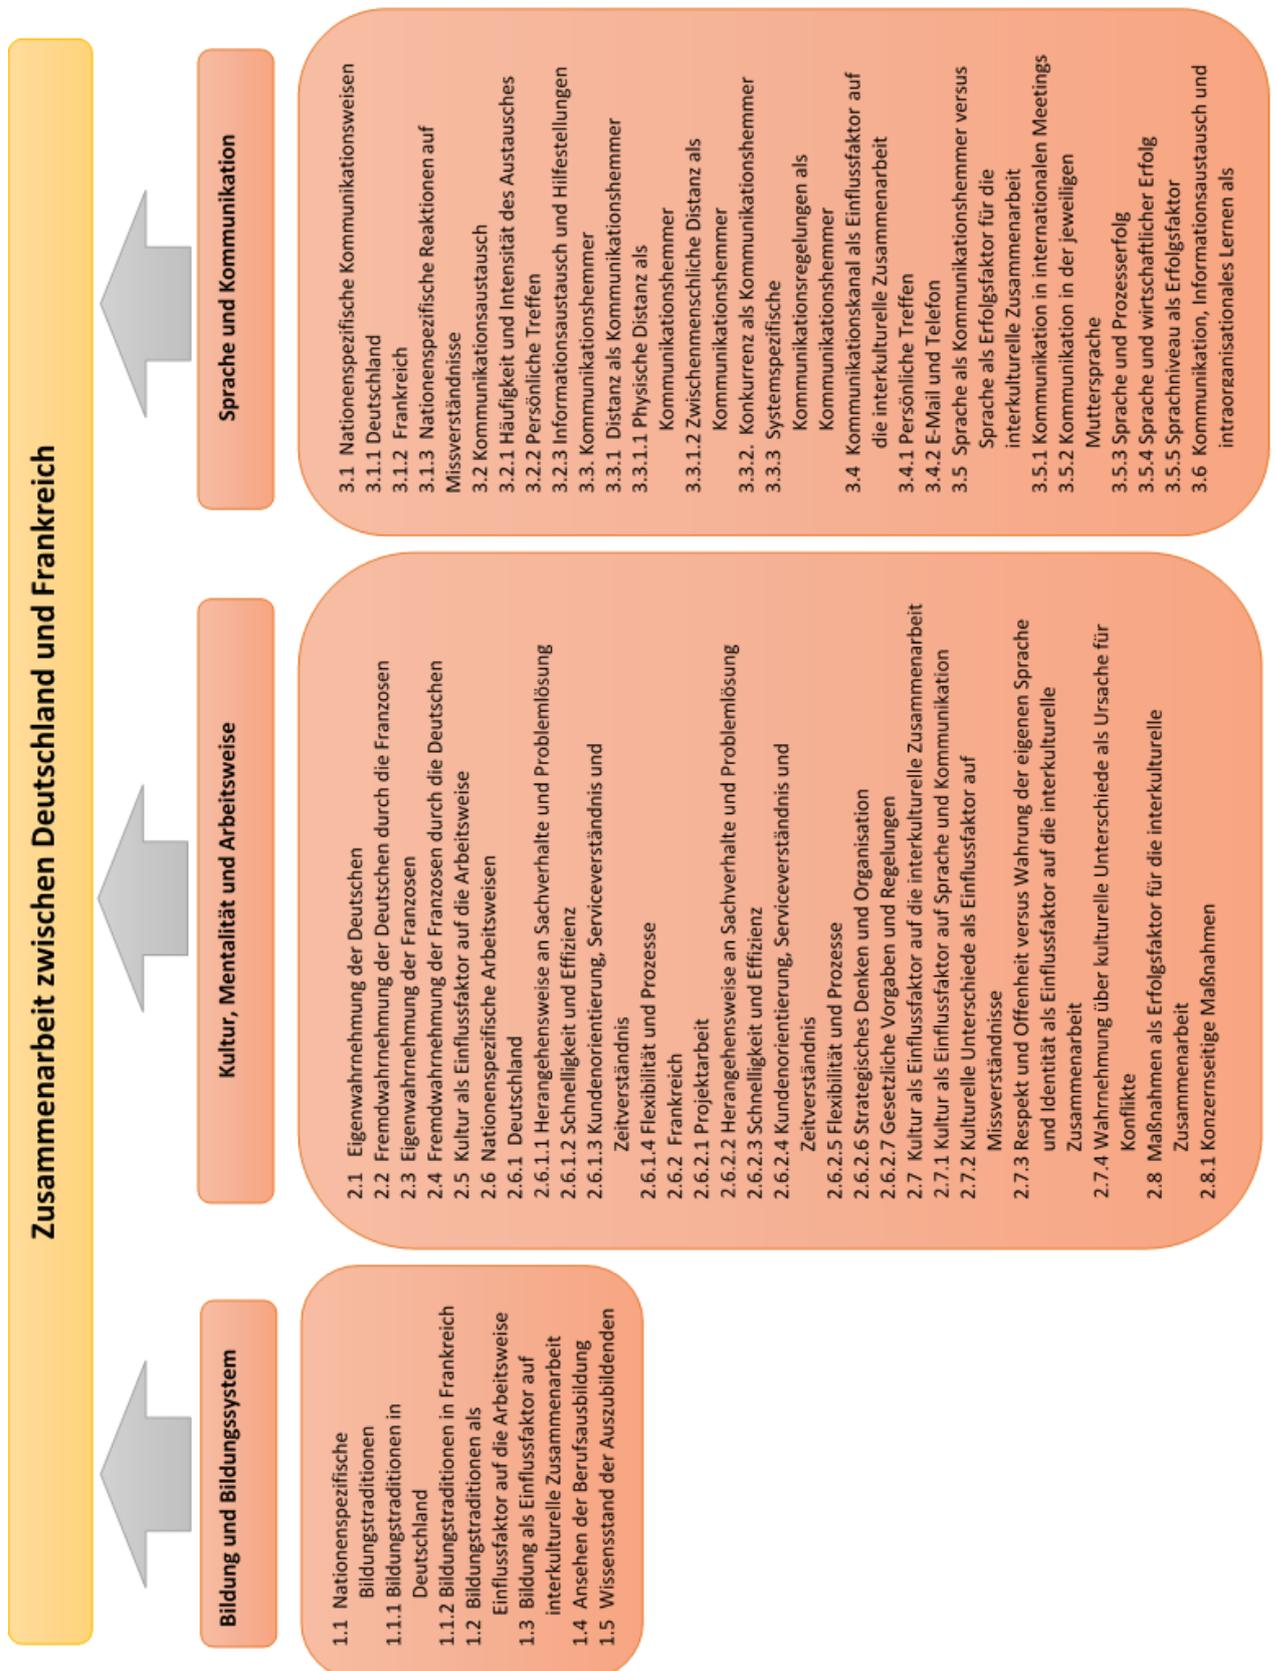 Zusammenarbeit zwischen Deutschland und Frankreich
Bildung und Bildungssystem
1.1 Nationenspezifische
Bildungstraditionen
1.1.1 Bildungstraditionen in
Deutschland
1.1.2 Bildungstraditionen in Frankreich
1.2 Bildungstraditionen als
Einflussfaktor auf die Arbeitsweise
1.3 Bildung als Einflussfaktor auf
interkulturelle Zusammenarbeit
1.4 Ansehen der Berufsausbildung
1.5 Wissensstand der Auszubildenden
Kultur, Mentalität und Arbeitsweise
2.1 Eigenwahrnehmung der Deutschen
2.2 Fremdwahrnehmung der Deutschen durch die Franzosen
2.3 Eigenwahrnehmung der Franzosen
2.4 Fremdwahrnehmung der Franzosen durch die Deutschen
2.5 Kultur als Einflussfaktor auf die Arbeitsweise
2.6 Nationenspezifische Arbeitsweisen
2.6.1 Deutschland
2.6.1.1 Herangehensweise an Sachverhalte und Problemlösung
2.6.1.2 Schnelligkeit und Effizienz
2.6.1.3 Kundenorientierung, Serviceverständnis und
Zeitverständnis
2.6.1.4 Flexibilität und Prozesse
2.6.2 Frankreich
2.6.2.1 Projektarbeit
2.6.2.2 Herangehensweise an Sachverhalte und Problemlösung
2.6.2.3 Schnelligkeit und Effizienz
2.6.2.4 Kundenorientierung, Serviceverständnis und
Zeitverständnis
2.6.2.5 Flexibilität und Prozesse
2.6.2.6 Strategisches Denken und Organisation
2.6.2.7 Gesetzliche Vorgaben und Regelungen
2.7 Kultur als Einflussfaktor auf die interkulturelle Zusammenarbeit
2.7.1 Kultur als Einflussfaktor auf Sprache und Kommunikation
2.7.2 Kulturelle Unterschiede als Einflussfaktor auf
Missverständnisse
2.7.3 Respekt und Offenheit versus Wahrung der eigenen Sprache
und Identität als Einflussfaktor auf die interkulturelle
Zusammenarbeit
2.7.4 Wahrnehmung über kulturelle Unterschiede als Ursache für
Konflikte
2.8 Maßnahmen als Erfolgsfaktor für die interkulturelle
Zusammenarbeit
2.8.1 Konzernseitige Maßnahmen
Sprache und Kommunikation
3.1 Nationenspezifische Kommunikationsweisen
3.1.1 Deutschland
3.1.2 Frankreich
3.1.3 Nationenspezifische Reaktionen auf
Missverständnisse
3.2 Kommunikationsaustausch
3.2.1 Häufigkeit und Intensität des Austausches
3.2.2 Persönliche Treffen
3.2.3 Informationsaustausch und Hilfestellungen
3.3. Kommunikationshemmer
3.3.1 Distanz als Kommunikationshemmer
3.3.1.1 Physische Distanz als
Kommunikationshemmer
3.3.1.2 Zwischenmenschliche Distanz als
Kommunikationshemmer
3.3.2. Konkurrenz als Kommunikationshemmer
3.3.3 Systemspezifische
Kommunikationsregelungen als
Kommunikationshemmer
3.4 Kommunikationskanal als Einflussfaktor auf
die interkulturelle Zusammenarbeit
3.4.1 Persönliche Treffen
3.4.2 E-Mail und Telefon
3.5 Sprache als Kommunikationshemmer versus
Sprache als Erfolgsfaktor für die
interkulturelle Zusammenarbeit
3.5.1 Kommunikation in internationalen Meetings
3.5.2 Kommunikation in der jeweiligen
Muttersprache
3.5.3 Sprache und Prozesserfolg
3.5.4 Sprache und wirtschaftlicher Erfolg
3.5.5 Sprachniveau als Erfolgsfaktor
3.6 Kommunikation, Informationsaustausch und
intraorganisationales Lernen als